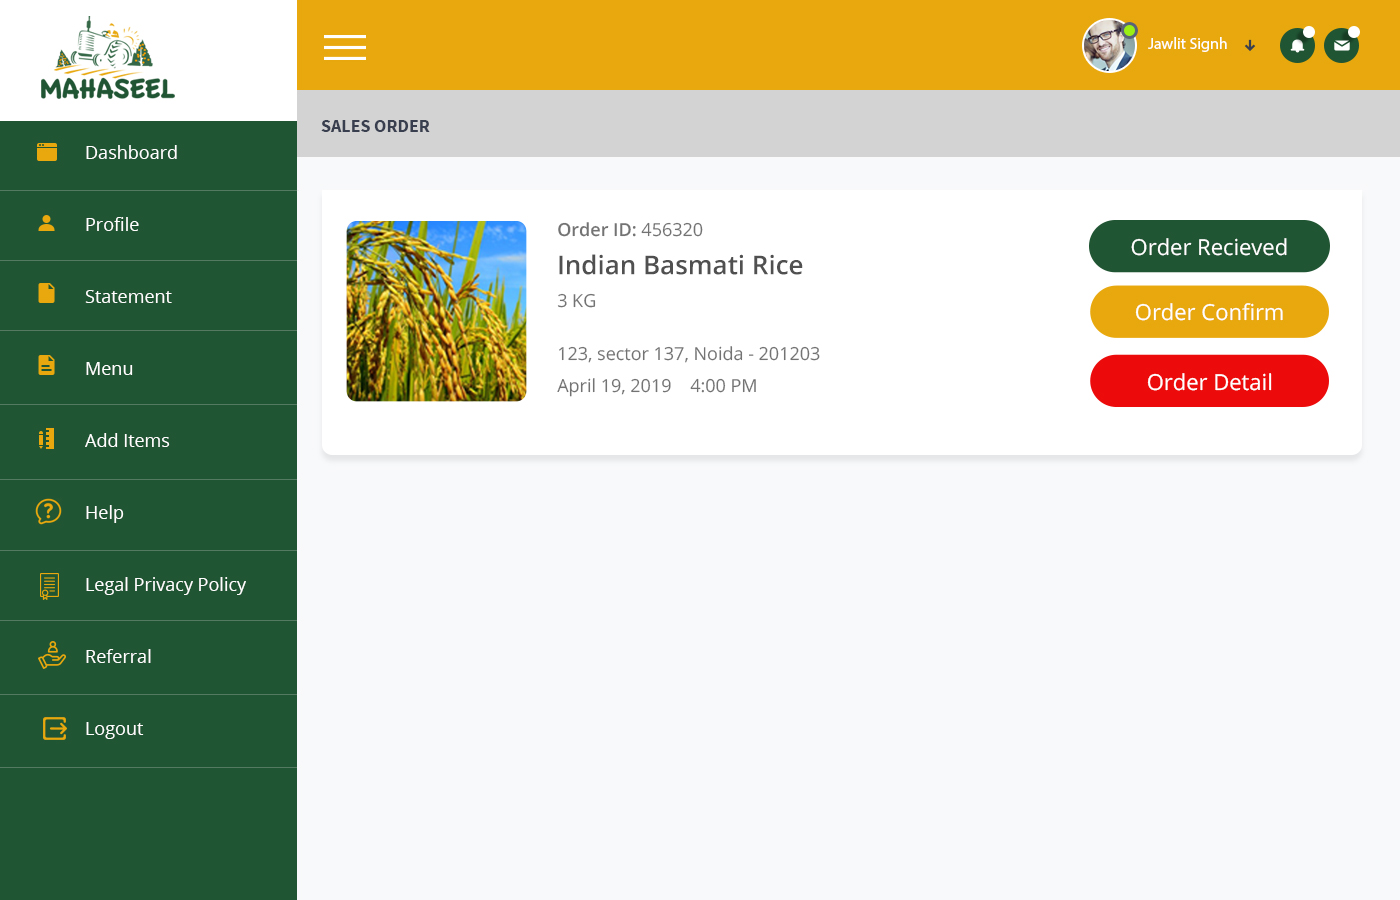 MAHASEEL
Jawlit Signh
SALES ORDER
Dashboard
Profile
Statement
Menu
Add Items
Help
Legal Privacy Policy
Referral
Logout
Order ID: 456320
Indian Basmati Rice
3 KG
123, sector 137, Noida - 201203
April 19, 2019 4:00 PM
Order Recieved
Order Confirm
Order Detail